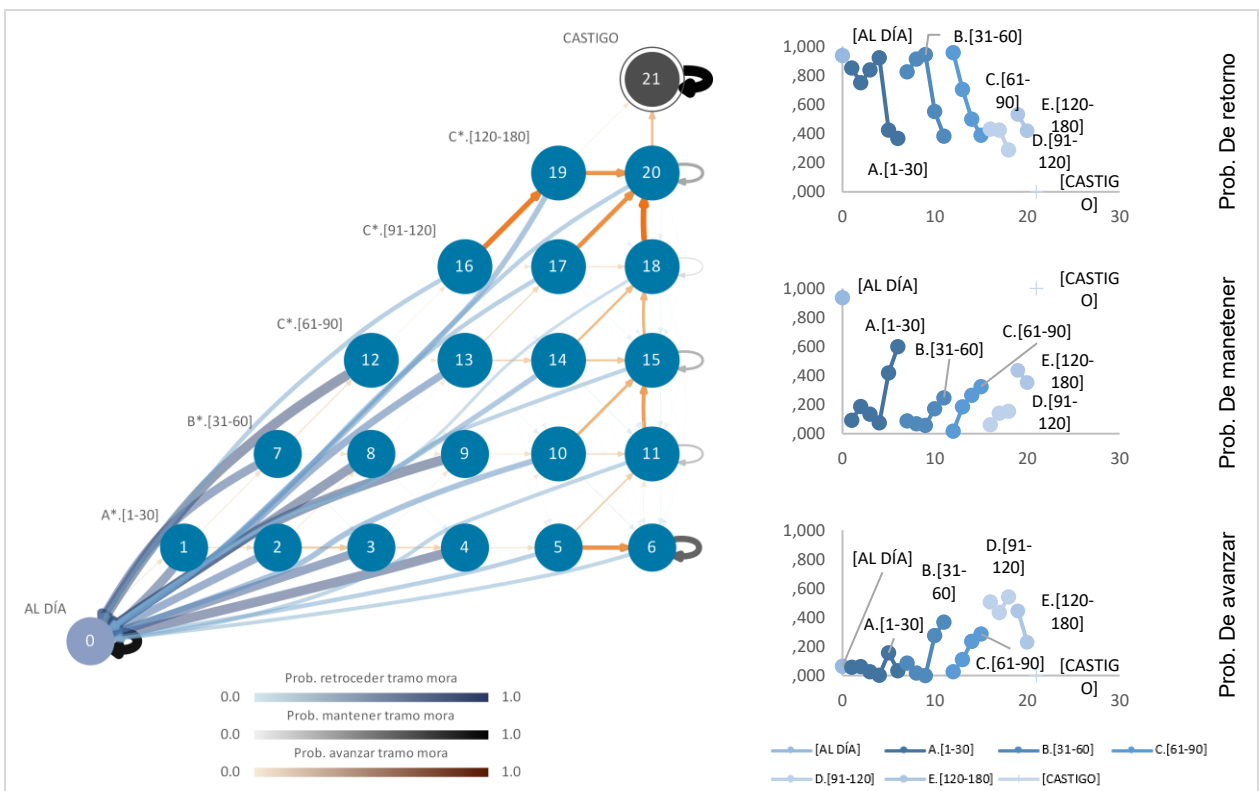 CASTIGO
21
C*.[120-180]
19
20
C*.[91-120]
16
17
18
C*.[61-90]
12
13
14
15
B*.[31-60]
7
8
9
10
11
A*.[1-30]
1
2
3
4
5
6
AL DÍA
0
Prob. retroceder tramo mora
0.0
1.0
Prob. mantener tramo mora
0.0
1.0
Prob. avanzar tramo mora
0.0
1.0
1,000
,800
,600
,400
,200
,000
0
10
20
30
[AL DÍA]
B.[31-60]
C.[61-
90]
E.[120-
180]
D.[91-
120]
A.[1-30]
[CASTIG
O]
Prob. De retorno
1,000
,800
,600
,400
,200
,000
0
10
20
30
[AL DÍA]
[CASTIG
O]
A.[1-30]
B.[31-60]
C.[61-90]
E.[120-
180]
D.[91-
120]
Prob. De manetener
1,000
,800
,600
,400
,200
,000
0
10
20
30
[AL DÍA]
D.[91-
120]
B.[31-
60]
E.[120-
180]
A.[1-30]
C.[61-90]
[CASTIG
O]
Prob. De avanzar
[AL DÍA]
A.[1-30]
B.[31-60]
C.[61-90]
D.[91-120]
E.[120-180]
[CASTIGO]